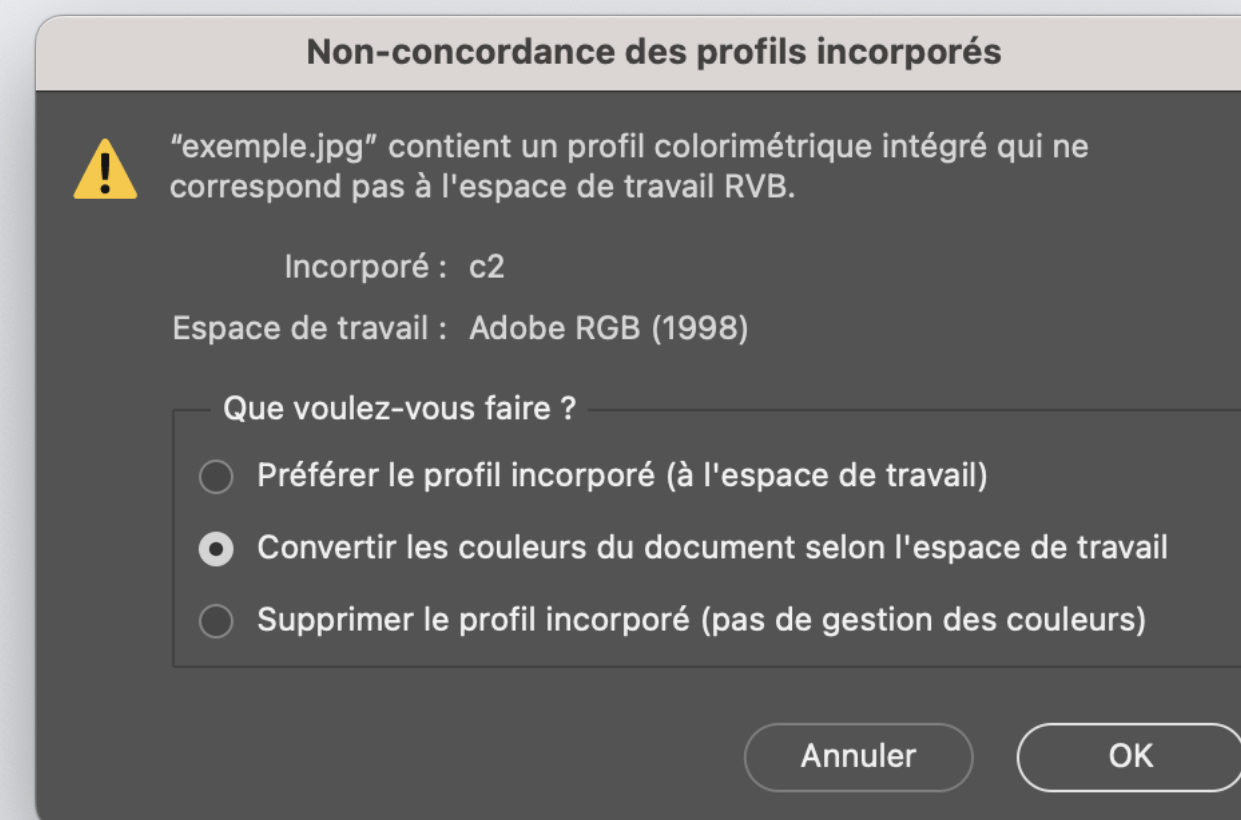 Non-concordance des profils incorporés
“exemple.jpg” contient un profil colorimétrique intégré qui ne
correspond pas à l'espace de travail RVB.
Incorporé : c2
Espace de travail : Adobe RGB (1998)
Que voulez-vous faire ?
Préférer le profil incorporé (à l'espace de travail)
Convertir les couleurs du document selon l'espace de travail
Supprimer le profil incorporé (pas de gestion des couleurs)
Annuler OK